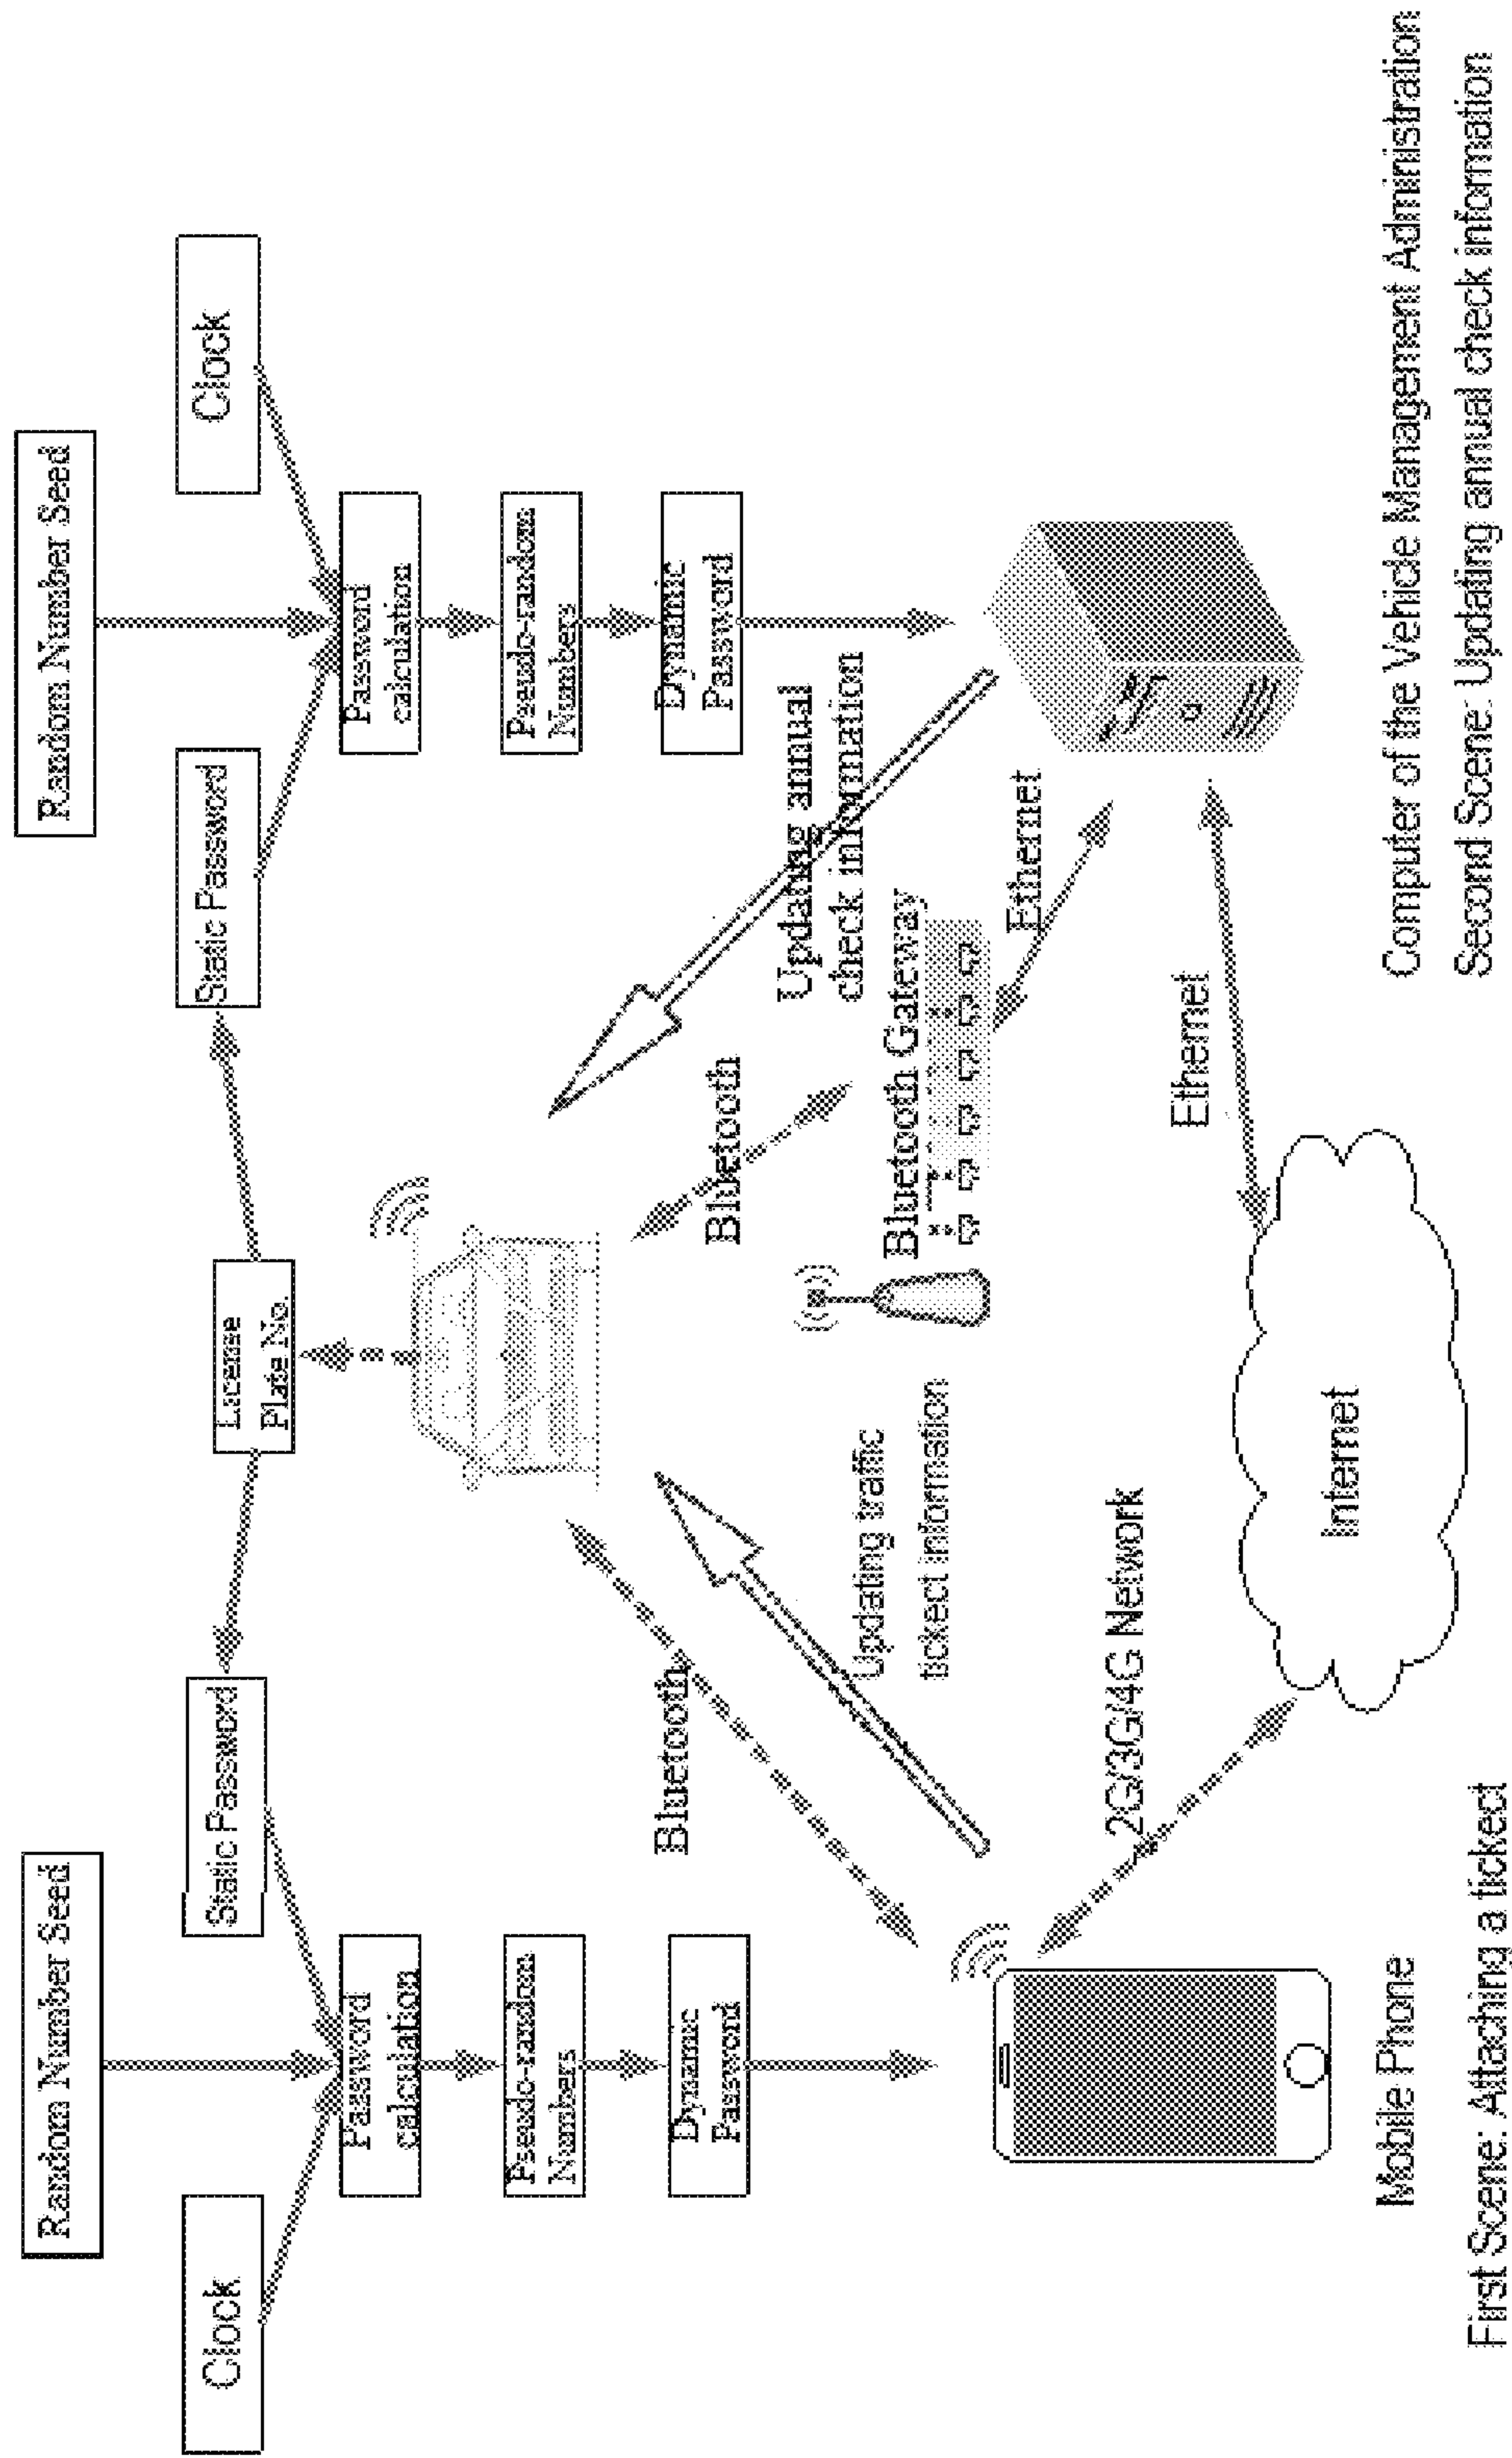 Random Number Seed
Random Number Seed
Clock
Static Password
License
Plate No.
Static Password
Clock
Password
calculation
Password
calculation
Pseudo-random
Numbers
Pseudo-random
Numbers
Dynamic
Password
Dynamic
Password
Bluetooth
Bluetooth
Updating annual
check information
Updating traffic
tickect information
Bluetooth Gateway
Ethernet
2G/3G/4G Network
Ethernet
Internet
Mobile Phone
Computer of the Vehicle Management Administration
First Scene: Attaching a ticket
Second Scene: Updating annual check information